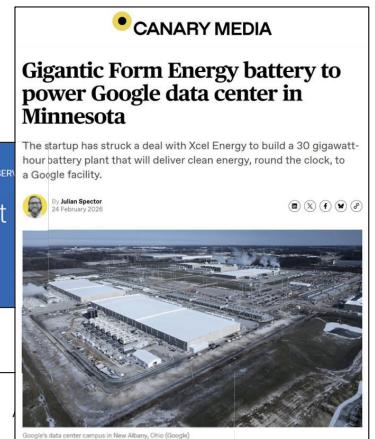 CANARY MEDIA
Gigantic Form Energy battery to
power Google data center in
Minnesota
The startup has struck a deal with Xcel Energy to build a 30 gigawatt-
hour battery plant that will deliver clean energy, round the clock, to
a Google facility.
By Julian Spector
24 February 2026
Google's data center campus in New Albany, Ohio (Google)